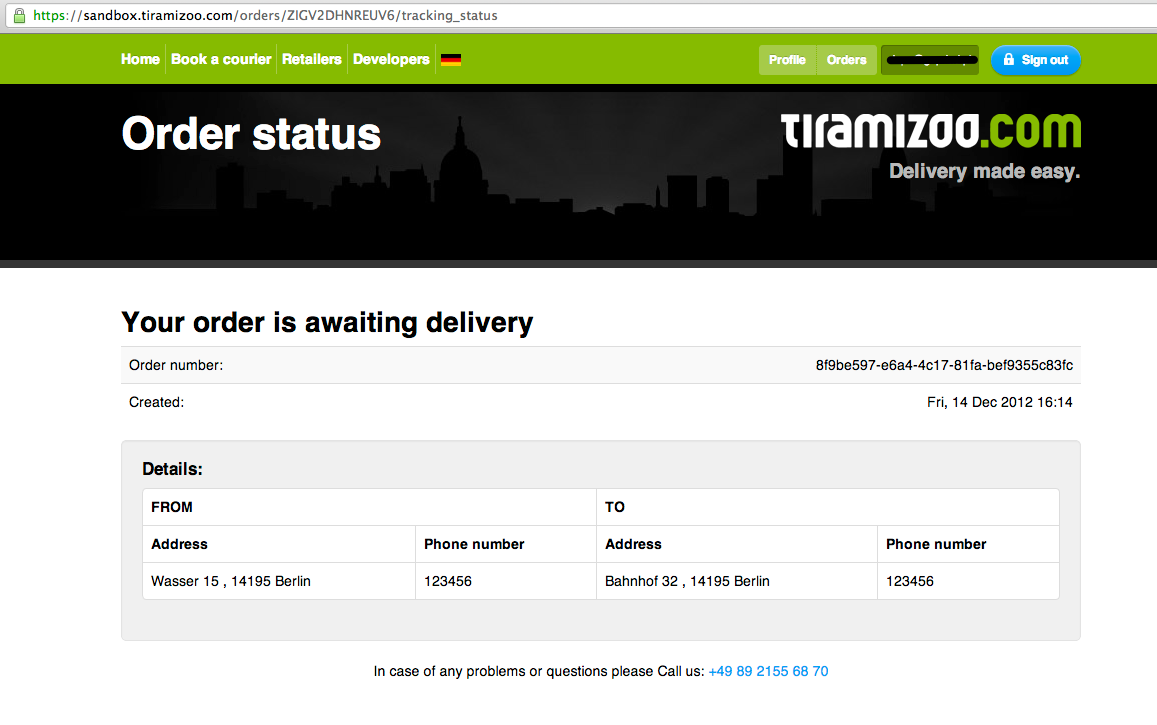 https://sandbox.tiramizoo.com/orders/ZIGV2DHNREUV6/tracking_status
Home Book a courier Retailers Developers Profile Orders Sign out
Order status
tiramizoo.com
Delivery made easy.
Your order is awaiting delivery
Order number: 8f9be597-e6a4-4c17-81fa-bef9355c83fc
Created: Fri, 14 Dec 2012 16:14
Details:
FROM TO
Address Phone number Address Phone number
Wasser 15 , 14195 Berlin 123456 Bahnhof 32 , 14195 Berlin 123456
In case of any problems or questions please Call us: +49 89 2155 68 70